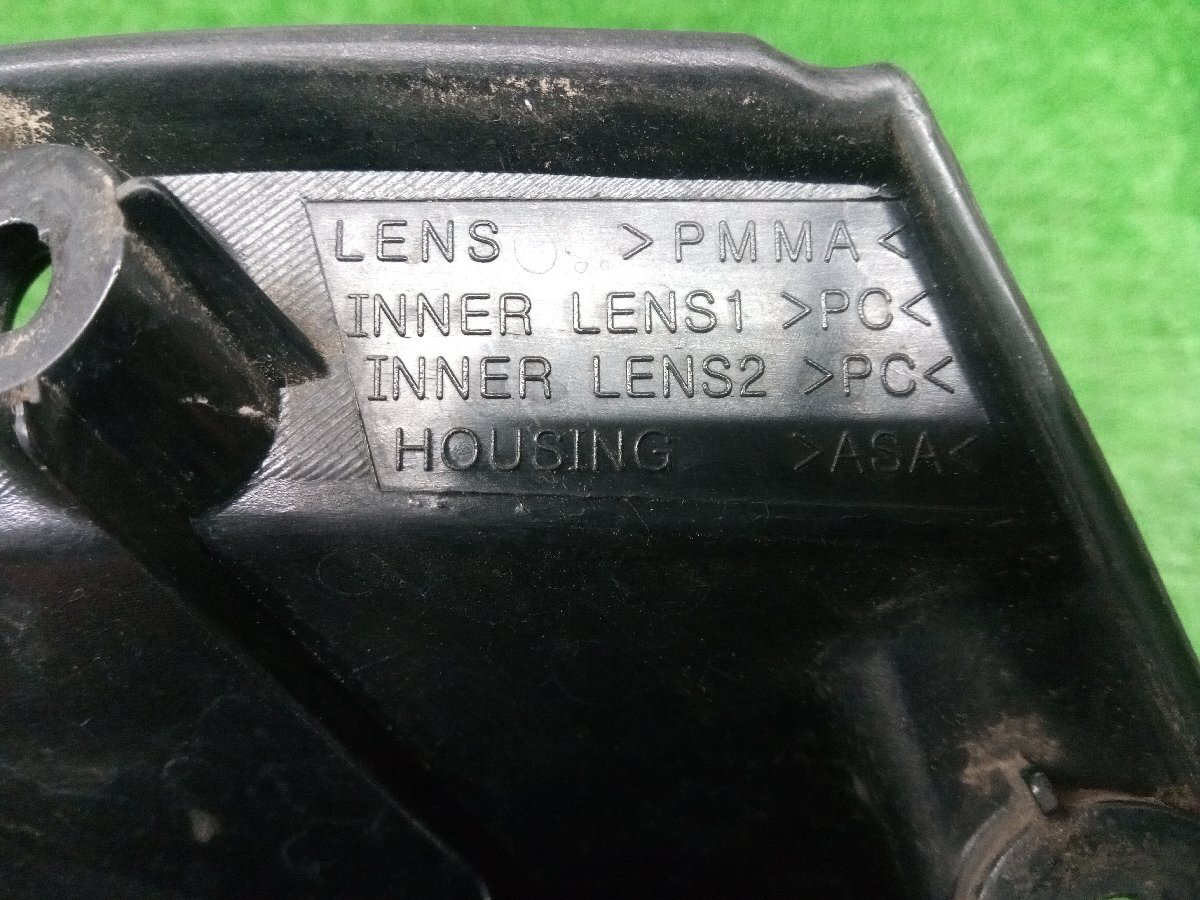 LENS >PMMA<
INNER LENS1 >PC<
INNER LENS2 >PC<
HOUSING >ASA<